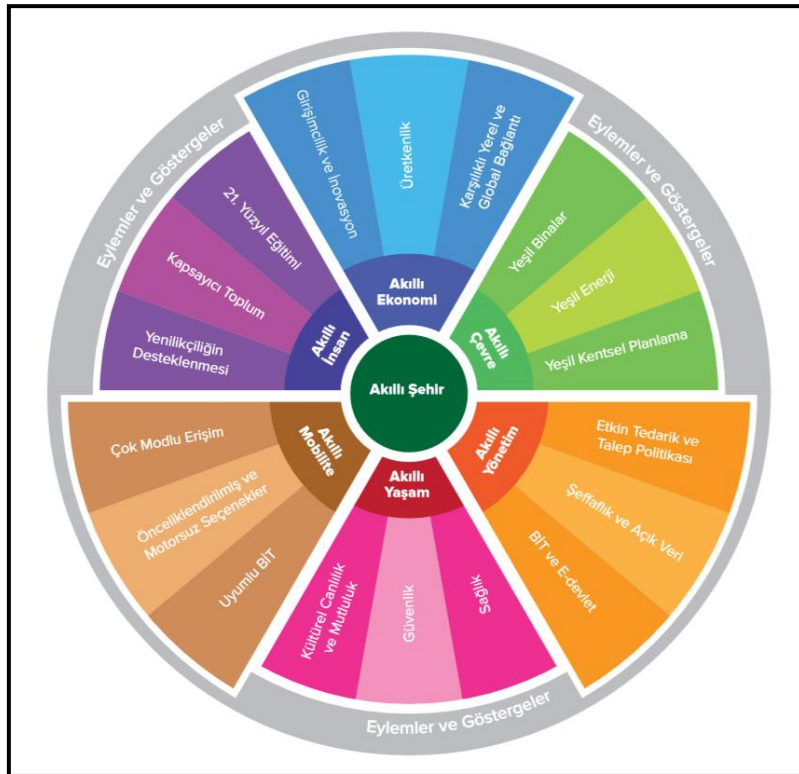 Eylemler ve Göstergeler
Eylemler ve Göstergeler
Girişimcilik ve İnovasyon
Üretkenlik
Karşılıklı Yerel ve
Global Bağlantı
Akıllı
Ekonomi
Yeşil Binalar
Yeşil Enerji
Yeşil Kentsel Planlama
Akıllı
Çevre
21. Yüzyıl Eğitimi
Kapsayıcı Toplum
Yenilikçiliğin
Desteklenmesi
Akıllı
İnsan
Akıllı Şehir
Çok Modlu Erişim
Önceliklendirilmiş ve
Motorsuz Seçenekler
Uyumlu BİT
Akıllı
Mobilite
Akıllı
Yaşam
Kültürel Canlılık
ve Mutluluk
Güvenlik
Sağlık
Akıllı
Yönetim
Etkin Tedarik ve
Talep Politikası
Şeffaflık ve Açık Veri
BİT ve E-devlet
Eylemler ve Göstergeler